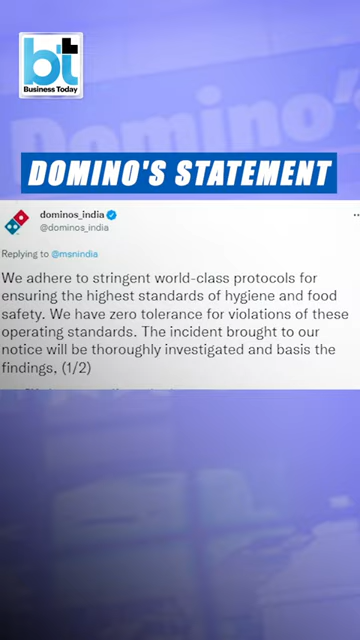 bt
Business Today
Domino's
DOMINO'S STATEMENT
dominos_india
@dominos_india
Replying to @msnindia
We adhere to stringent world-class protocols for
ensuring the highest standards of hygiene and food
safety. We have zero tolerance for violations of these
operating standards. The incident brought to our
notice will be thoroughly investigated and basis the
findings, (1/2)